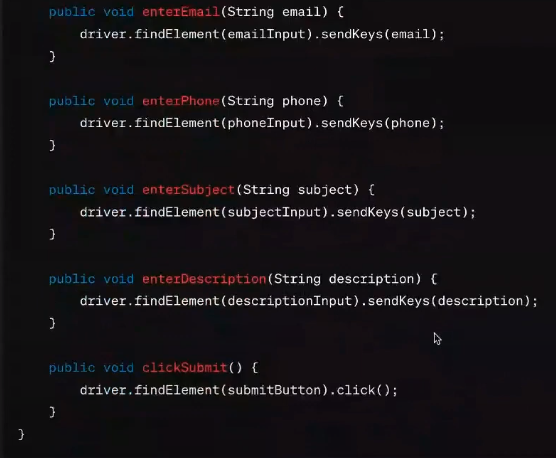 public void enterEmail(String email) {
driver.findElement(emailInput).sendKeys(email);
}
public void enterPhone(String phone) {
driver.findElement(phoneInput).sendKeys(phone);
}
public void enterSubject(String subject) {
driver.findElement(subjectInput).sendKeys(subject);
}
public void enterDescription(String description) {
driver.findElement(descriptionInput).sendKeys(description);
}
public void clickSubmit() {
driver.findElement(submitButton).click();
}
}